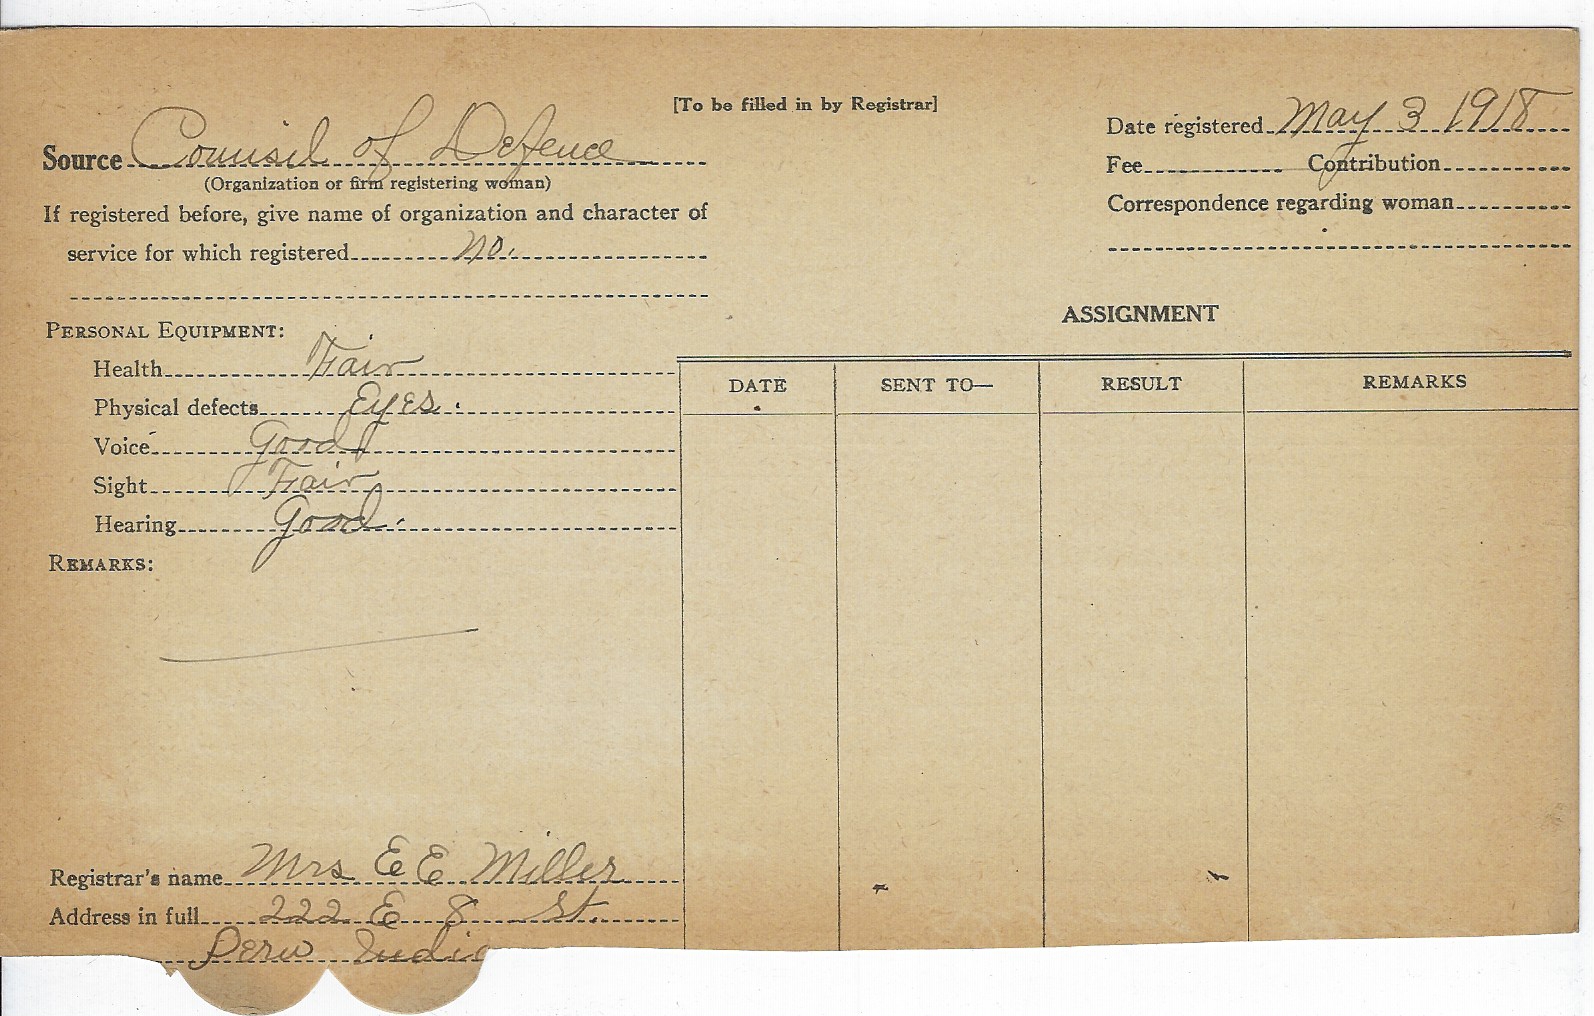 [To be filled in by Registrar]
Source Counsil of Defence
(Organization or firm registering woman)
If registered before, give name of organization and character of
service for which registered no.
Date registered May 3 1918
Fee Contribution
Correspondence regarding woman
PERSONAL EQUIPMENT:
Health Fair
Physical defects Eyes.
Voice Good
Sight Fair
Hearing Good.
REMARKS:
ASSIGNMENT
DATE SENT TO— RESULT REMARKS
Registrar's name Mrs E E Miller
Address in full 222 E 8 St.
Peru India